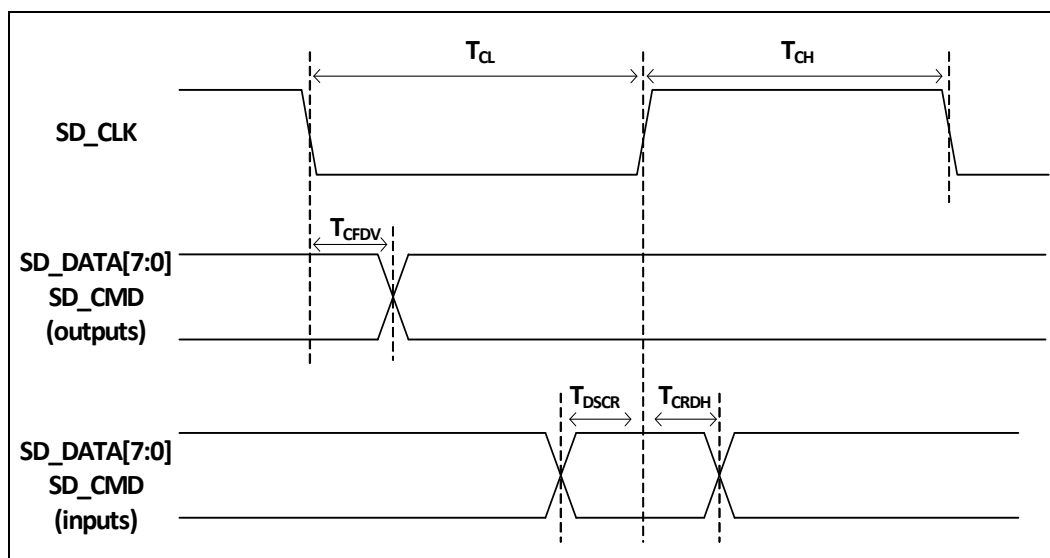 T_CL
T_CH
SD_CLK
T_CFDV
SD_DATA[7:0]
SD_CMD
(outputs)
T_DSCR
T_CRDH
SD_DATA[7:0]
SD_CMD
(inputs)